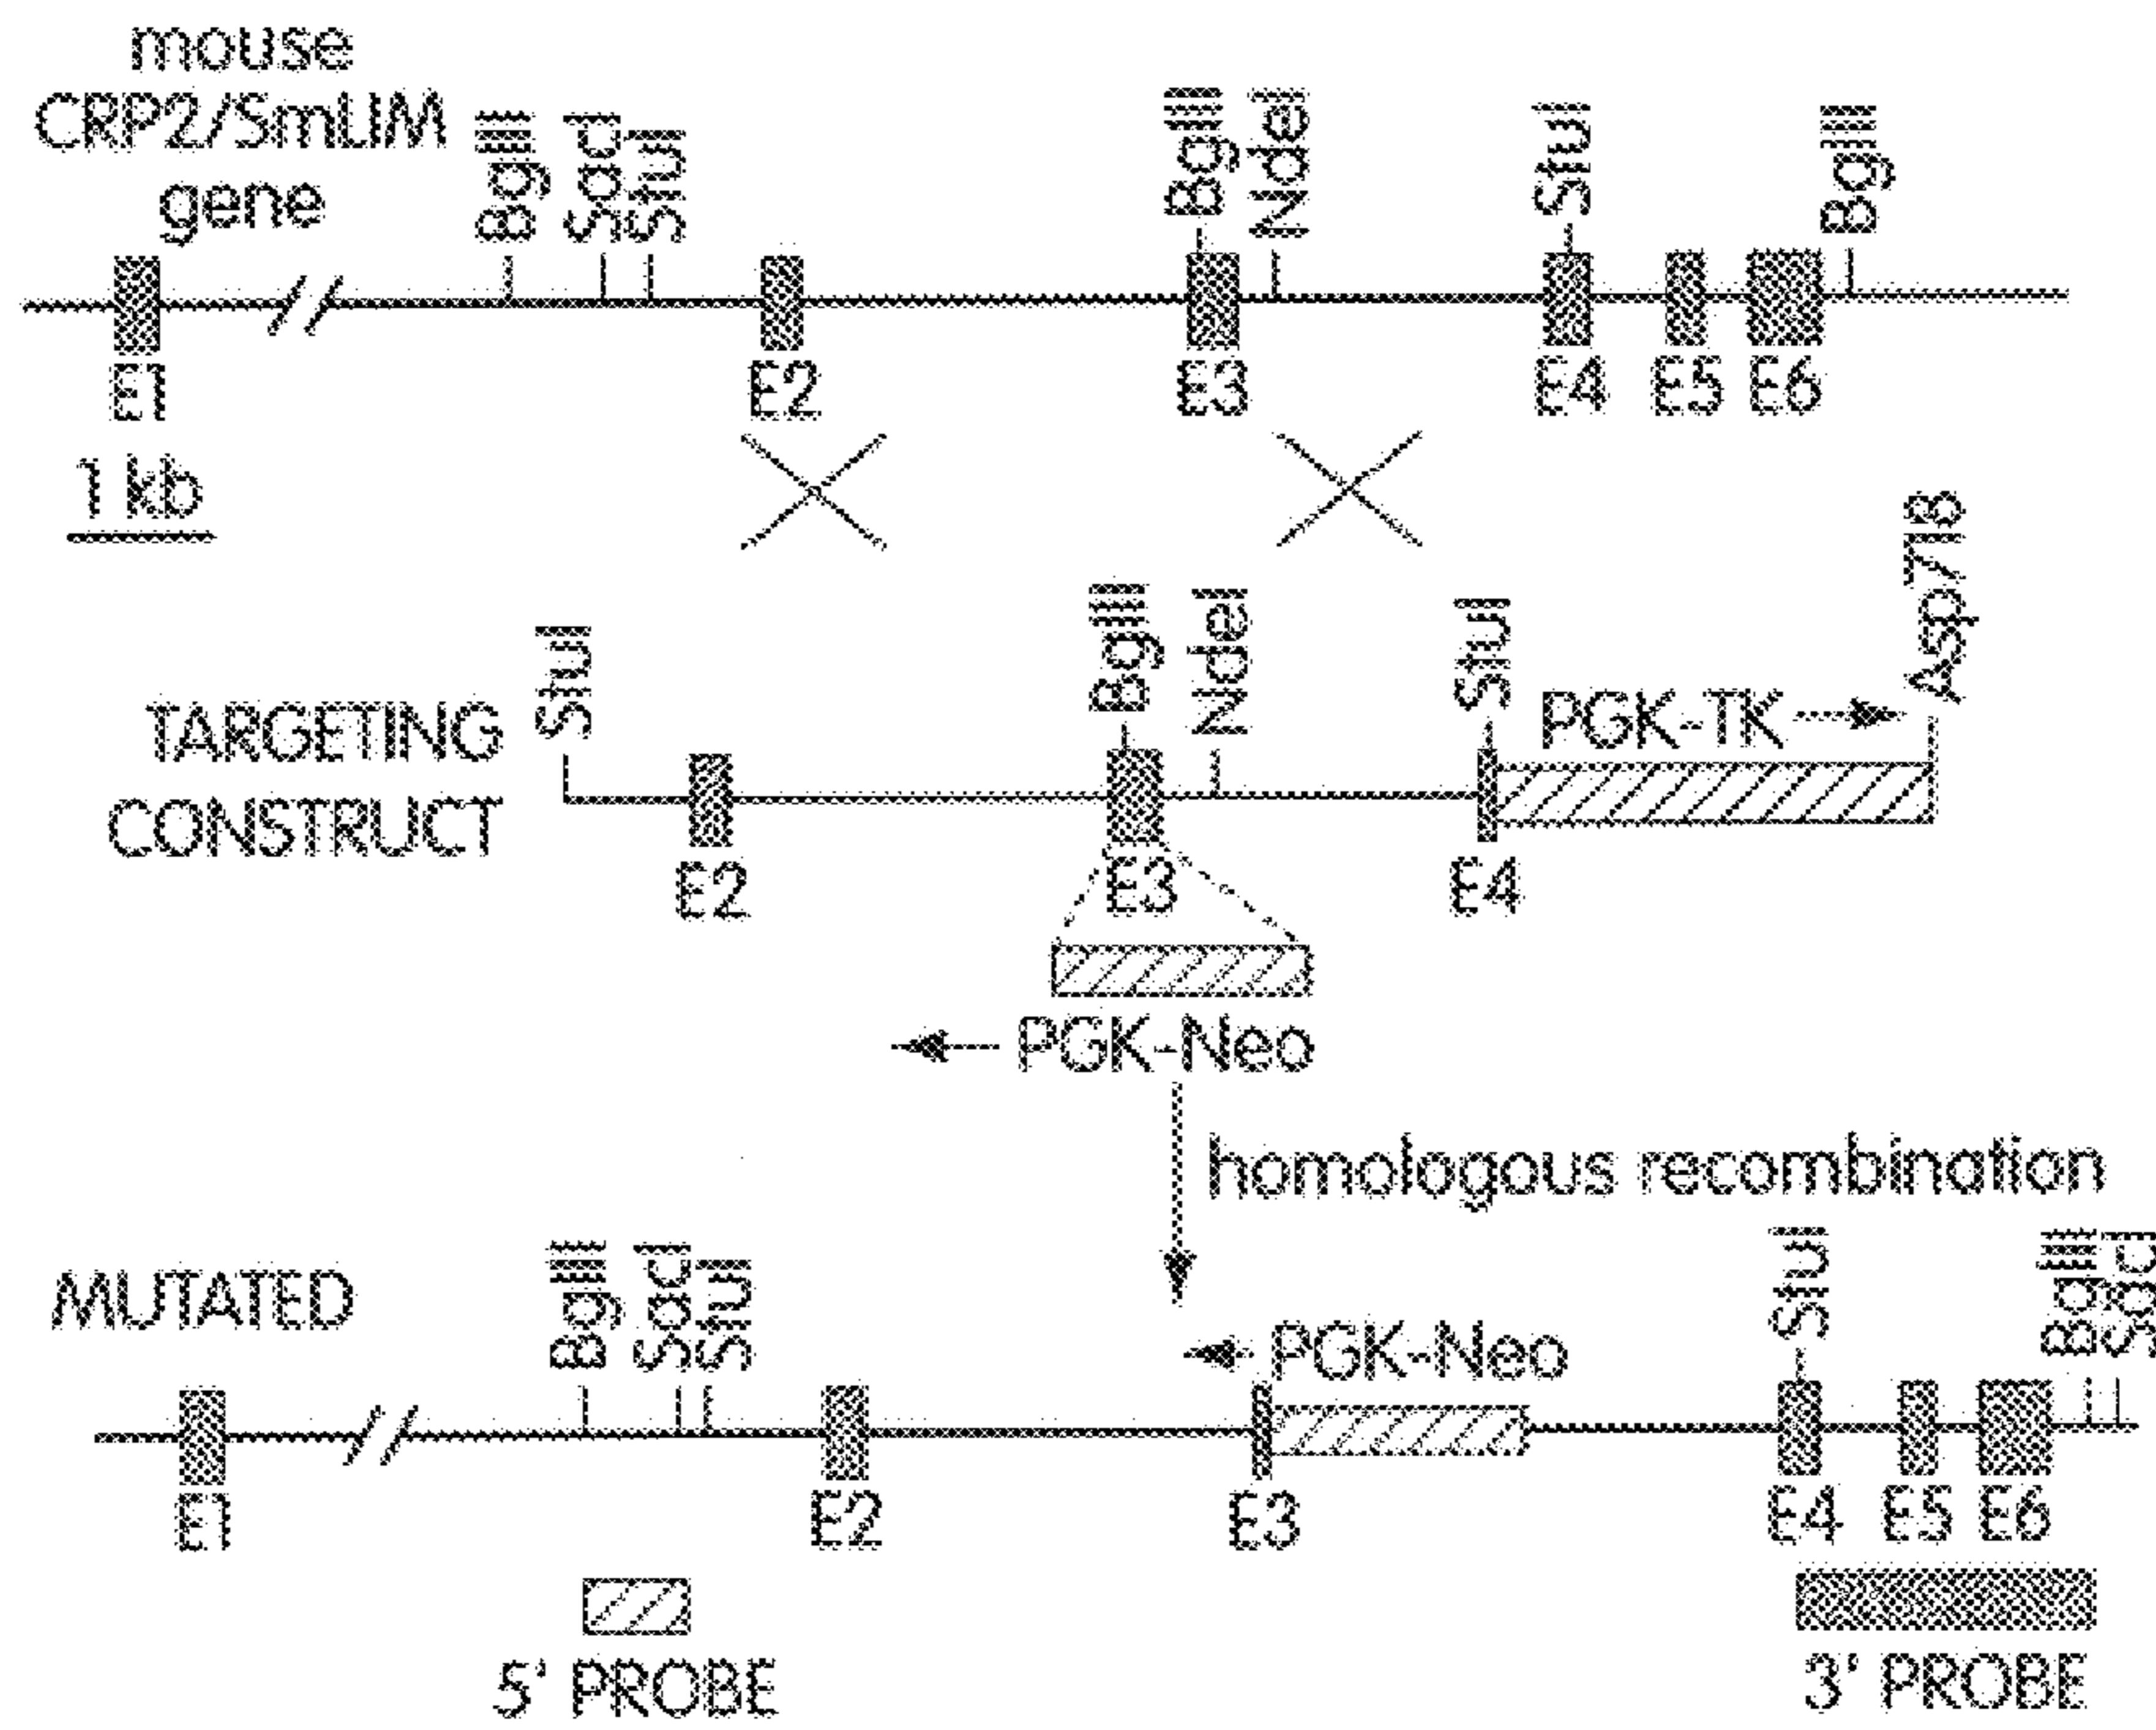 mouse
CRP2/SmLIM
gene
BglII
SacI
StuI
BglII
NdeI
StuI
BglII
E1
E2
E3
E4
E5
E6
1 kb
TARGETING
CONSTRUCT
StuI
BglII
NdeI
StuI
PGK-TK
Asp718
E2
E3
E4
PGK-Neo
homologous recombination
MUTATED
BglII
SacI
StuI
PGK-Neo
StuI
BglII
SacI
E1
E2
E3
E4
E5
E6
5' PROBE
3' PROBE